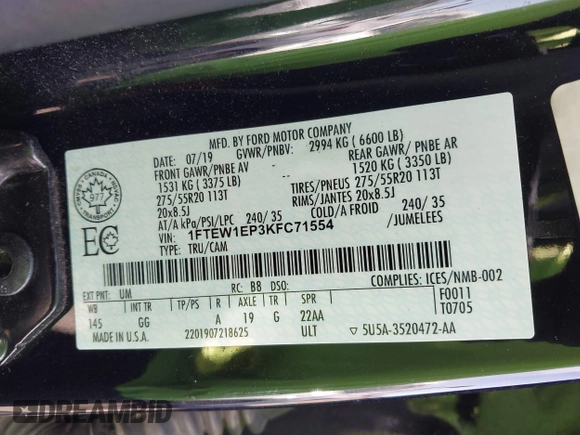 MFD. BY FORD MOTOR COMPANY
07/19 GVWR/PNBV: 2994 KG ( 6600 LB)
FRONT GAWR/PNBE AV REAR GAWR/ PNBE AR
1531 KG ( 3375 LB) 1520 KG ( 3350 LB)
275/55R20 113T TIRES/PNEUS 275/55R20 113T
20x8.5J RIMS/JANTES 20x8.5J
AT/A kPa/PSI/LPC 240/ 35 COLD/A FROID 240/ 35
VIN: 1FTEW1EP3KFC71554 /JUMELEES
TYPE: TRU/CAM
CANADA
977
TRANSPORT
EC
EXT PNT: UM RC: B8 DSO: COMPLIES: ICES/NMB-002
WB INT TR TP/PS R AXLE TR SPR F0011
145 GG A 19 G 22AA T0705
MADE IN U.S.A. 2201907218625 ULT 5U5A-3520472-AA
DREAMBID